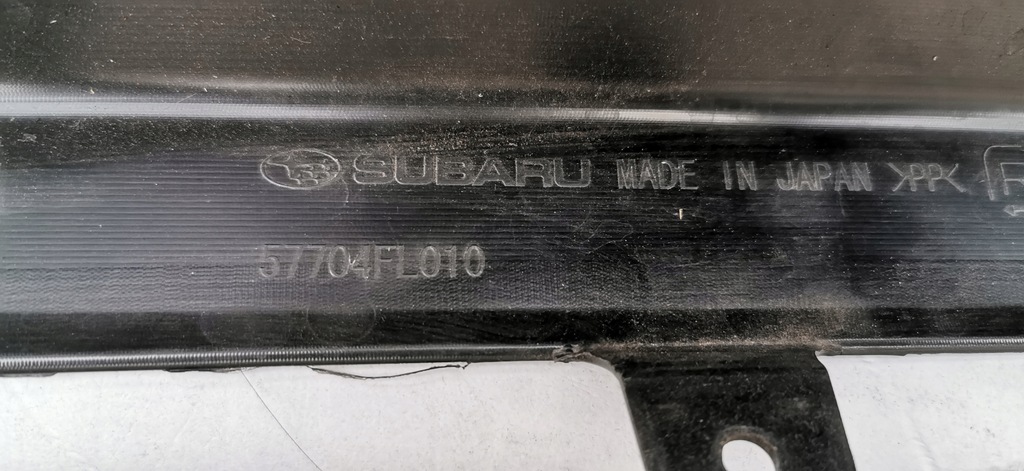 SUBARU MADE IN JAPAN >PP< R
57704FL010